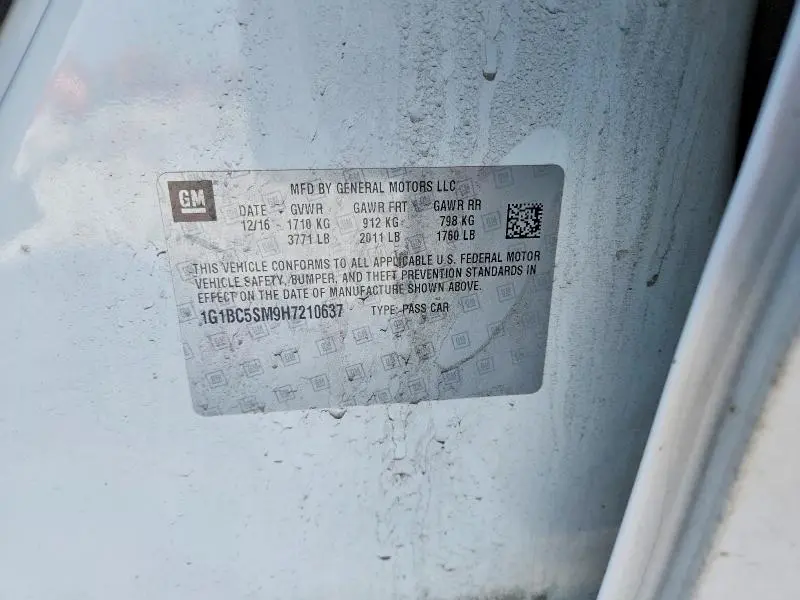 GM
MFD BY GENERAL MOTORS LLC
DATE GVWR GAWR FRT GAWR RR
12/16 1710 KG 912 KG 798 KG
3771 LB 2011 LB 1760 LB
THIS VEHICLE CONFORMS TO ALL APPLICABLE U.S. FEDERAL MOTOR
VEHICLE SAFETY, BUMPER, AND THEFT PREVENTION STANDARDS IN
EFFECT ON THE DATE OF MANUFACTURE SHOWN ABOVE.
1G1BC5SM9H7210637 TYPE: PASS CAR